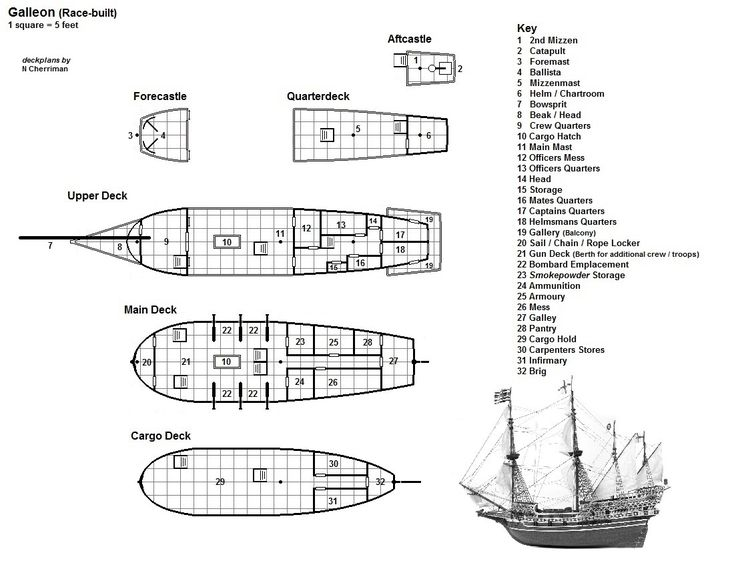 Galleon (Race-built)
1 square = 5 feet
deckplans by
N Cherriman
Aftcastle
1
2
Forecastle
3
4
Quarterdeck
5
6
Upper Deck
7
8
9
10
11
12
13
14
15
16
16
17
18
19
19
Main Deck
20
21
22 22 22
10
22 22 22
23
24
25
26
27
28
Cargo Deck
29
30
31
32
Key
1 2nd Mizzen
2 Catapult
3 Foremast
4 Ballista
5 Mizzenmast
6 Helm / Chartroom
7 Bowsprit
8 Beak / Head
9 Crew Quarters
10 Cargo Hatch
11 Main Mast
12 Officers Mess
13 Officers Quarters
14 Head
15 Storage
16 Mates Quarters
17 Captains Quarters
18 Helmsmans Quarters
19 Gallery (Balcony)
20 Sail / Chain / Rope Locker
21 Gun Deck (Berth for additional crew / troops)
22 Bombard Emplacement
23 Smokepowder Storage
24 Ammunition
25 Armoury
26 Mess
27 Galley
28 Pantry
29 Cargo Hold
30 Carpenters Stores
31 Infirmary
32 Brig